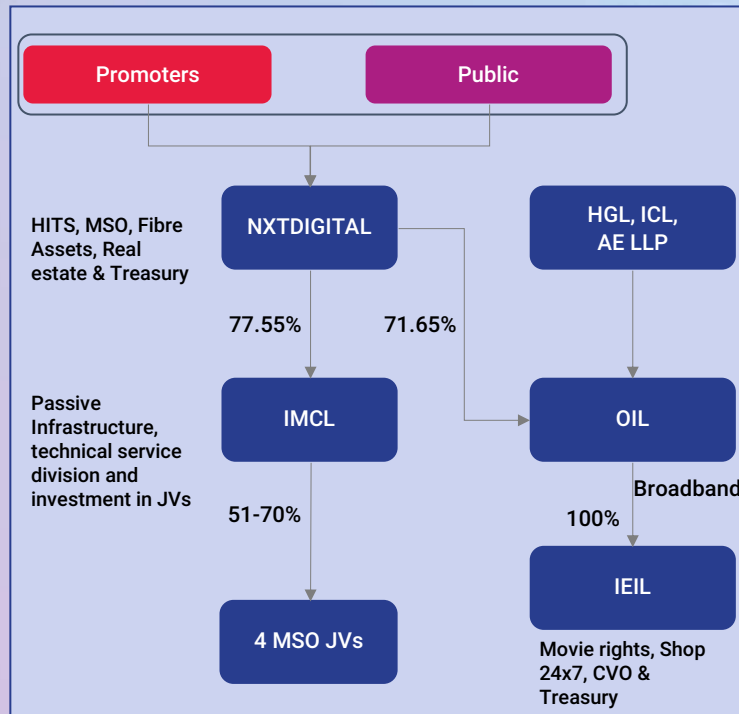 Promoters
Public
HITS, MSO, Fibre
Assets, Real
estate & Treasury
NXTDIGITAL
HGL, ICL,
AE LLP
77.55%
71.65%
Passive
Infrastructure,
technical service
division and
investment in JVs
IMCL
OIL
Broadband
51-70%
100%
4 MSO JVs
IEIL
Movie rights, Shop
24x7, CVO &
Treasury